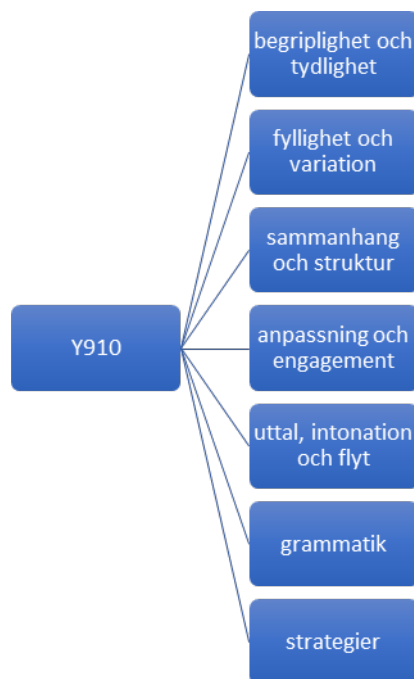 begriplighet och
tydlighet
fyllighet och
variation
sammanhang
och struktur
Y910
anpassning och
engagement
uttal, intonation
och flyt
grammatik
strategier